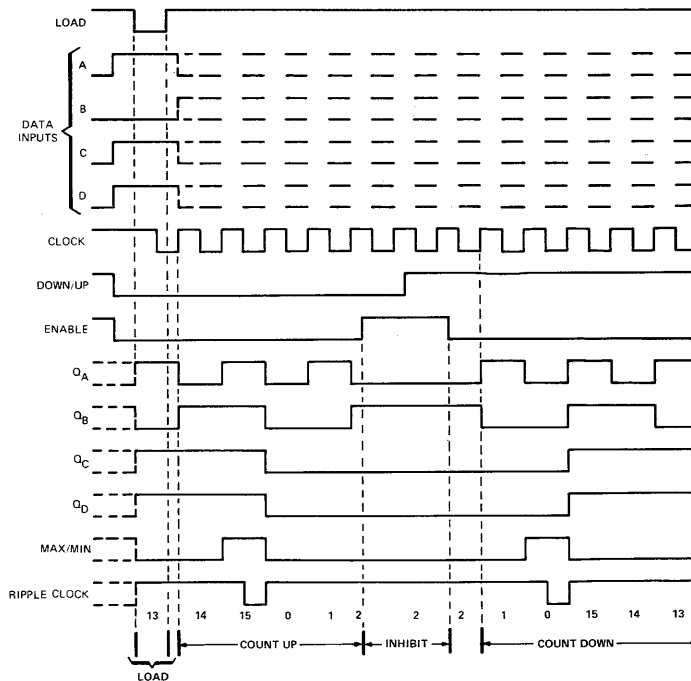 LOAD
A
B
DATA
INPUTS
C
D
CLOCK
DOWN/UP
ENABLE
QA
QB
QC
QD
MAX/MIN
RIPPLE CLOCK
13 14 15 0 1 2 2 2 1 0 15 14 13
COUNT UP INHIBIT COUNT DOWN
LOAD